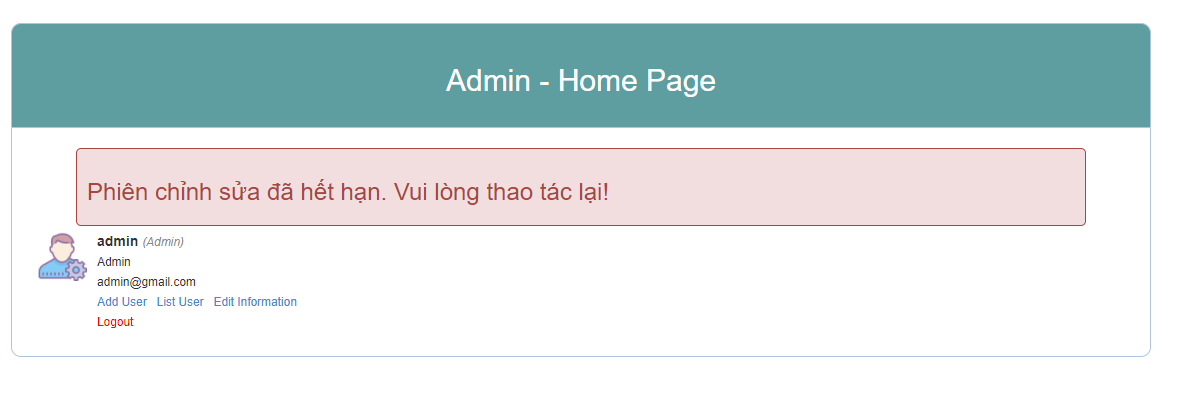 Admin - Home Page
Phiên chỉnh sửa đã hết hạn. Vui lòng thao tác lại!
admin (Admin)
Admin
admin@gmail.com
Add User List User Edit Information
Logout